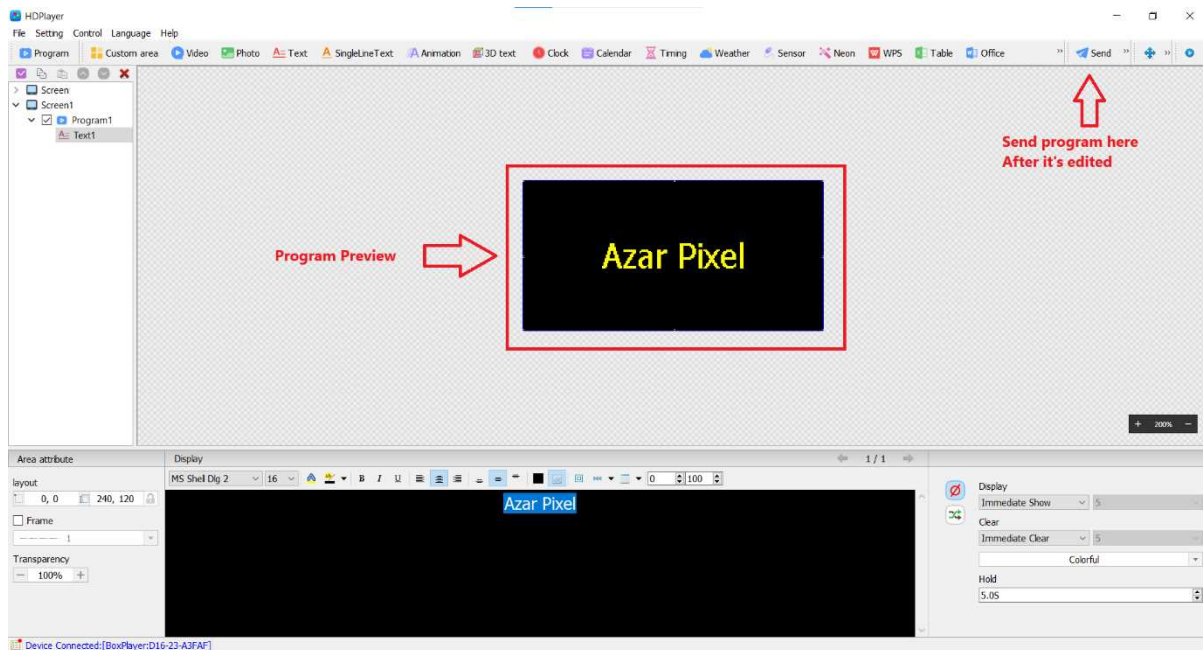 HDPlayer
File Setting Control Language Help
Program Custom area Video Photo Text SingleLineText Animation 3D text Clock Calendar Timing Weather Sensor Neon WPS Table Office » Send » »
Screen
Screen1
Program1
Text1
Send program here
After it's edited
Program Preview
Azar Pixel
+ 200% −
Area attribute
Display
1 / 1
MS Shell Dlg 2 16 B I U 0 100
layout
0, 0 240, 120
Frame
1
Transparency
− 100% +
Azar Pixel
Display
Immediate Show 5
Clear
Immediate Clear 5
Colorful
Hold
5.0S
Device Connected:[BoxPlayer:D16-23-A3FAF]